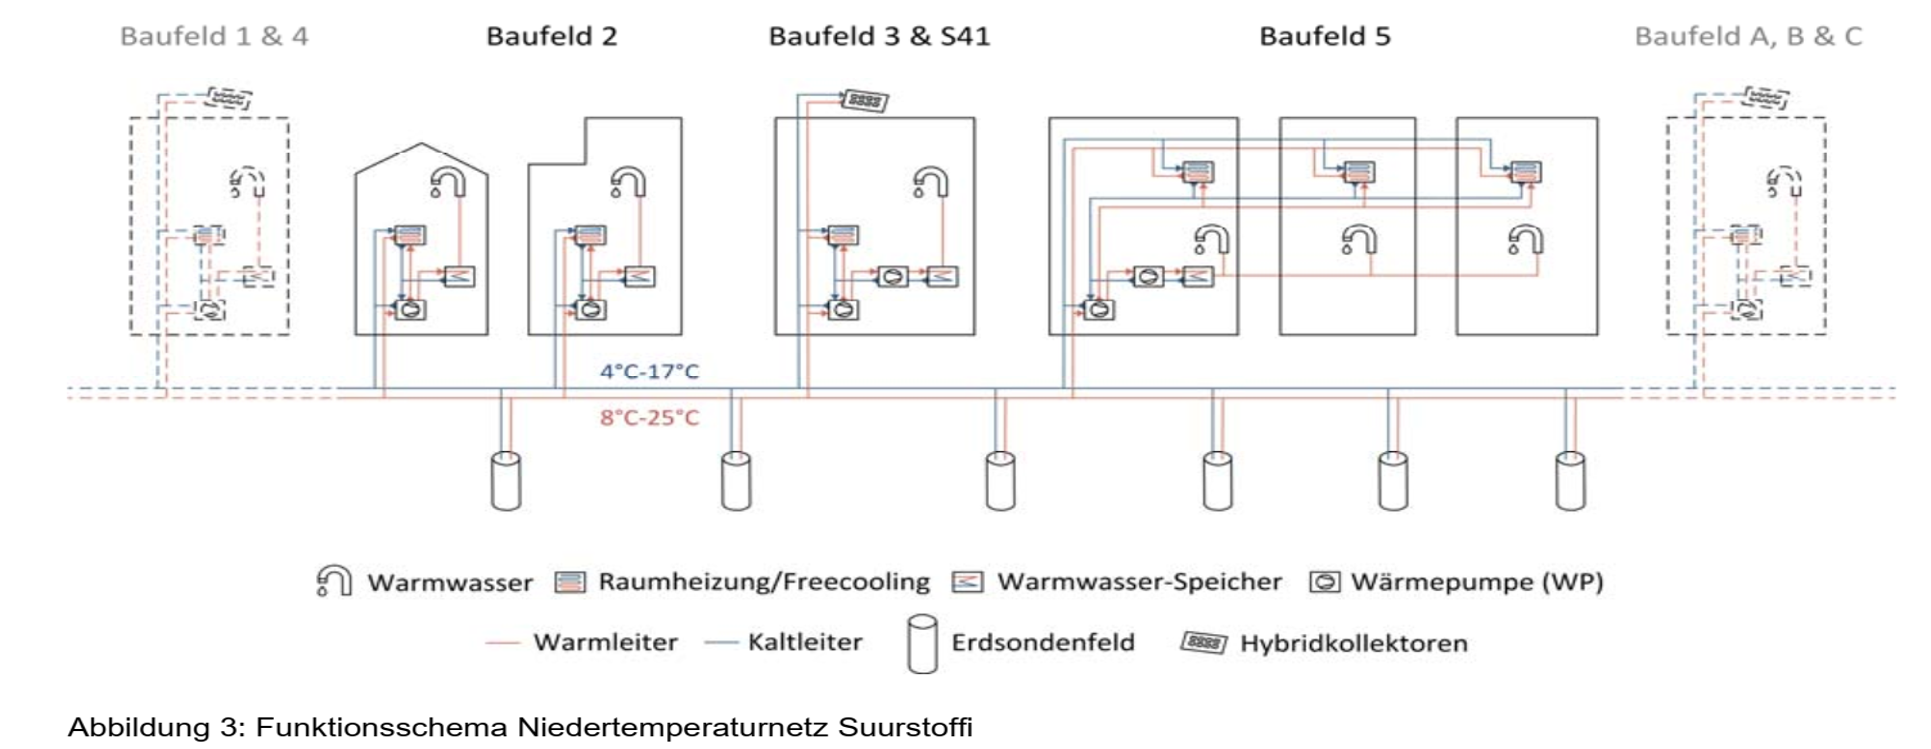 Baufeld 1 & 4 Baufeld 2 Baufeld 3 & S41 Baufeld 5 Baufeld A, B & C
4°C-17°C
8°C-25°C
Warmwasser Raumheizung/Freecooling Warmwasser-Speicher Wärmepumpe (WP)
Warmleiter Kaltleiter Erdsondenfeld Hybridkollektoren
Abbildung 3: Funktionsschema Niedertemperaturnetz Suurstoffi